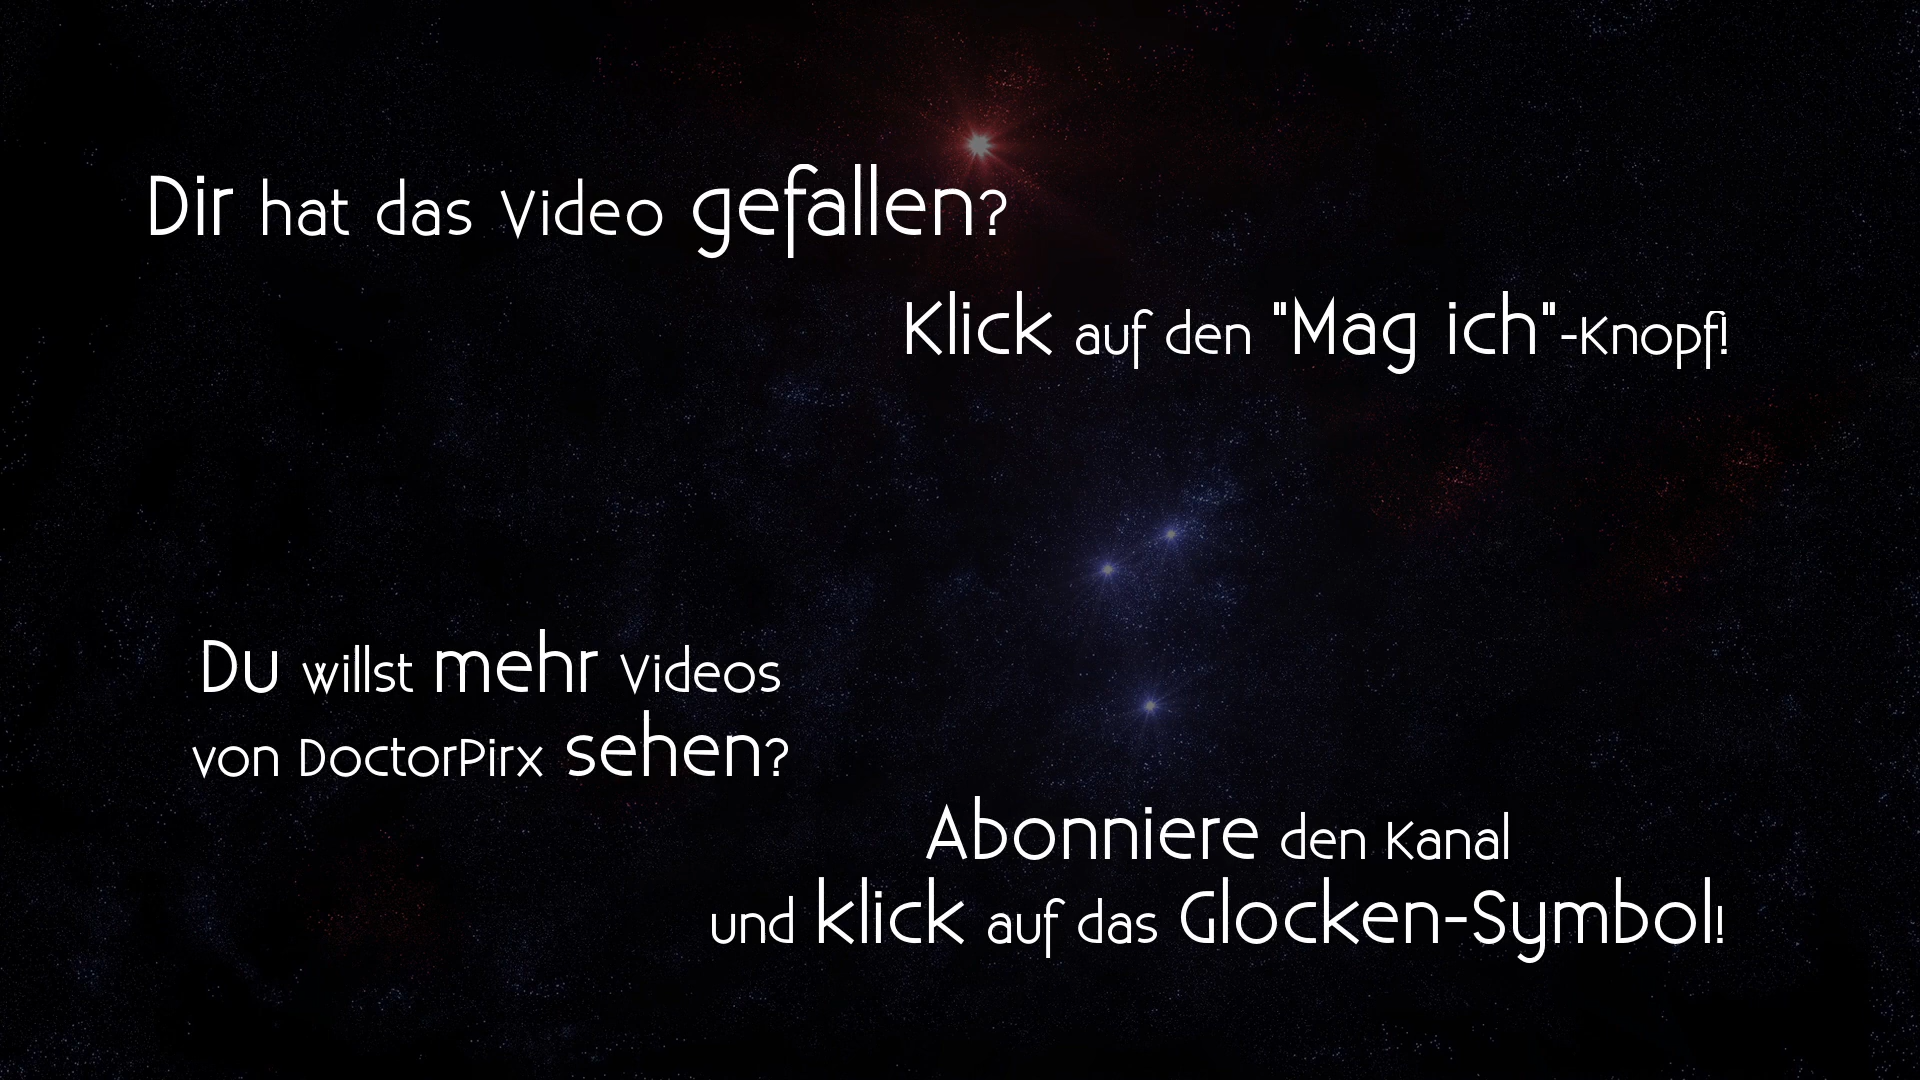 Dir hat das Video gefallen?
Klick auf den "Mag ich"-Knopf!
Du willst mehr Videos
von DoctorPirx sehen?
Abonniere den Kanal
und klick auf das Glocken-Symbol!